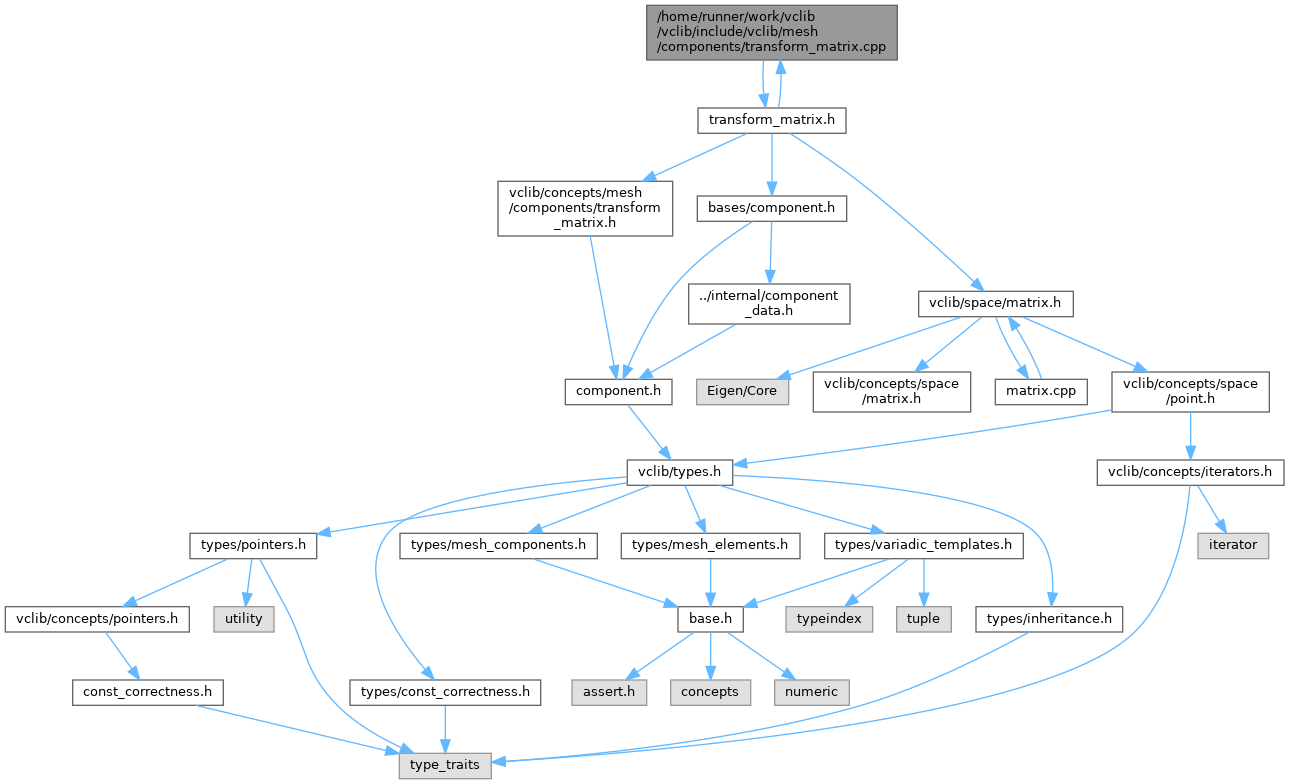 /home/runner/work/vclib
/vclib/include/vclib/mesh
/components/transform_matrix.cpp
transform_matrix.h
vclib/concepts/mesh
/components/transform
_matrix.h
bases/component.h
../internal/component
_data.h
vclib/space/matrix.h
component.h
Eigen/Core
vclib/concepts/space
/matrix.h
matrix.cpp
vclib/concepts/space
/point.h
vclib/types.h
vclib/concepts/iterators.h
types/pointers.h
types/mesh_components.h
types/mesh_elements.h
types/variadic_templates.h
iterator
vclib/concepts/pointers.h
utility
base.h
typeindex
tuple
types/inheritance.h
const_correctness.h
types/const_correctness.h
assert.h
concepts
numeric
type_traits